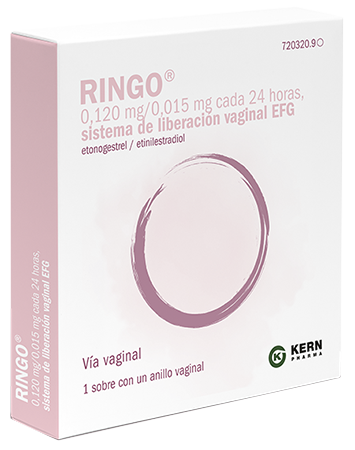 720320.9○
RINGO®
0,120 mg/0,015 mg cada 24 horas,
sistema de liberación vaginal EFG
etonogestrel / etinilestradiol
Vía vaginal
1 sobre con un anillo vaginal
KERN
PHARMA
RINGO®
0,120 mg/0,015 mg cada 24 horas,
sistema de liberación vaginal EFG